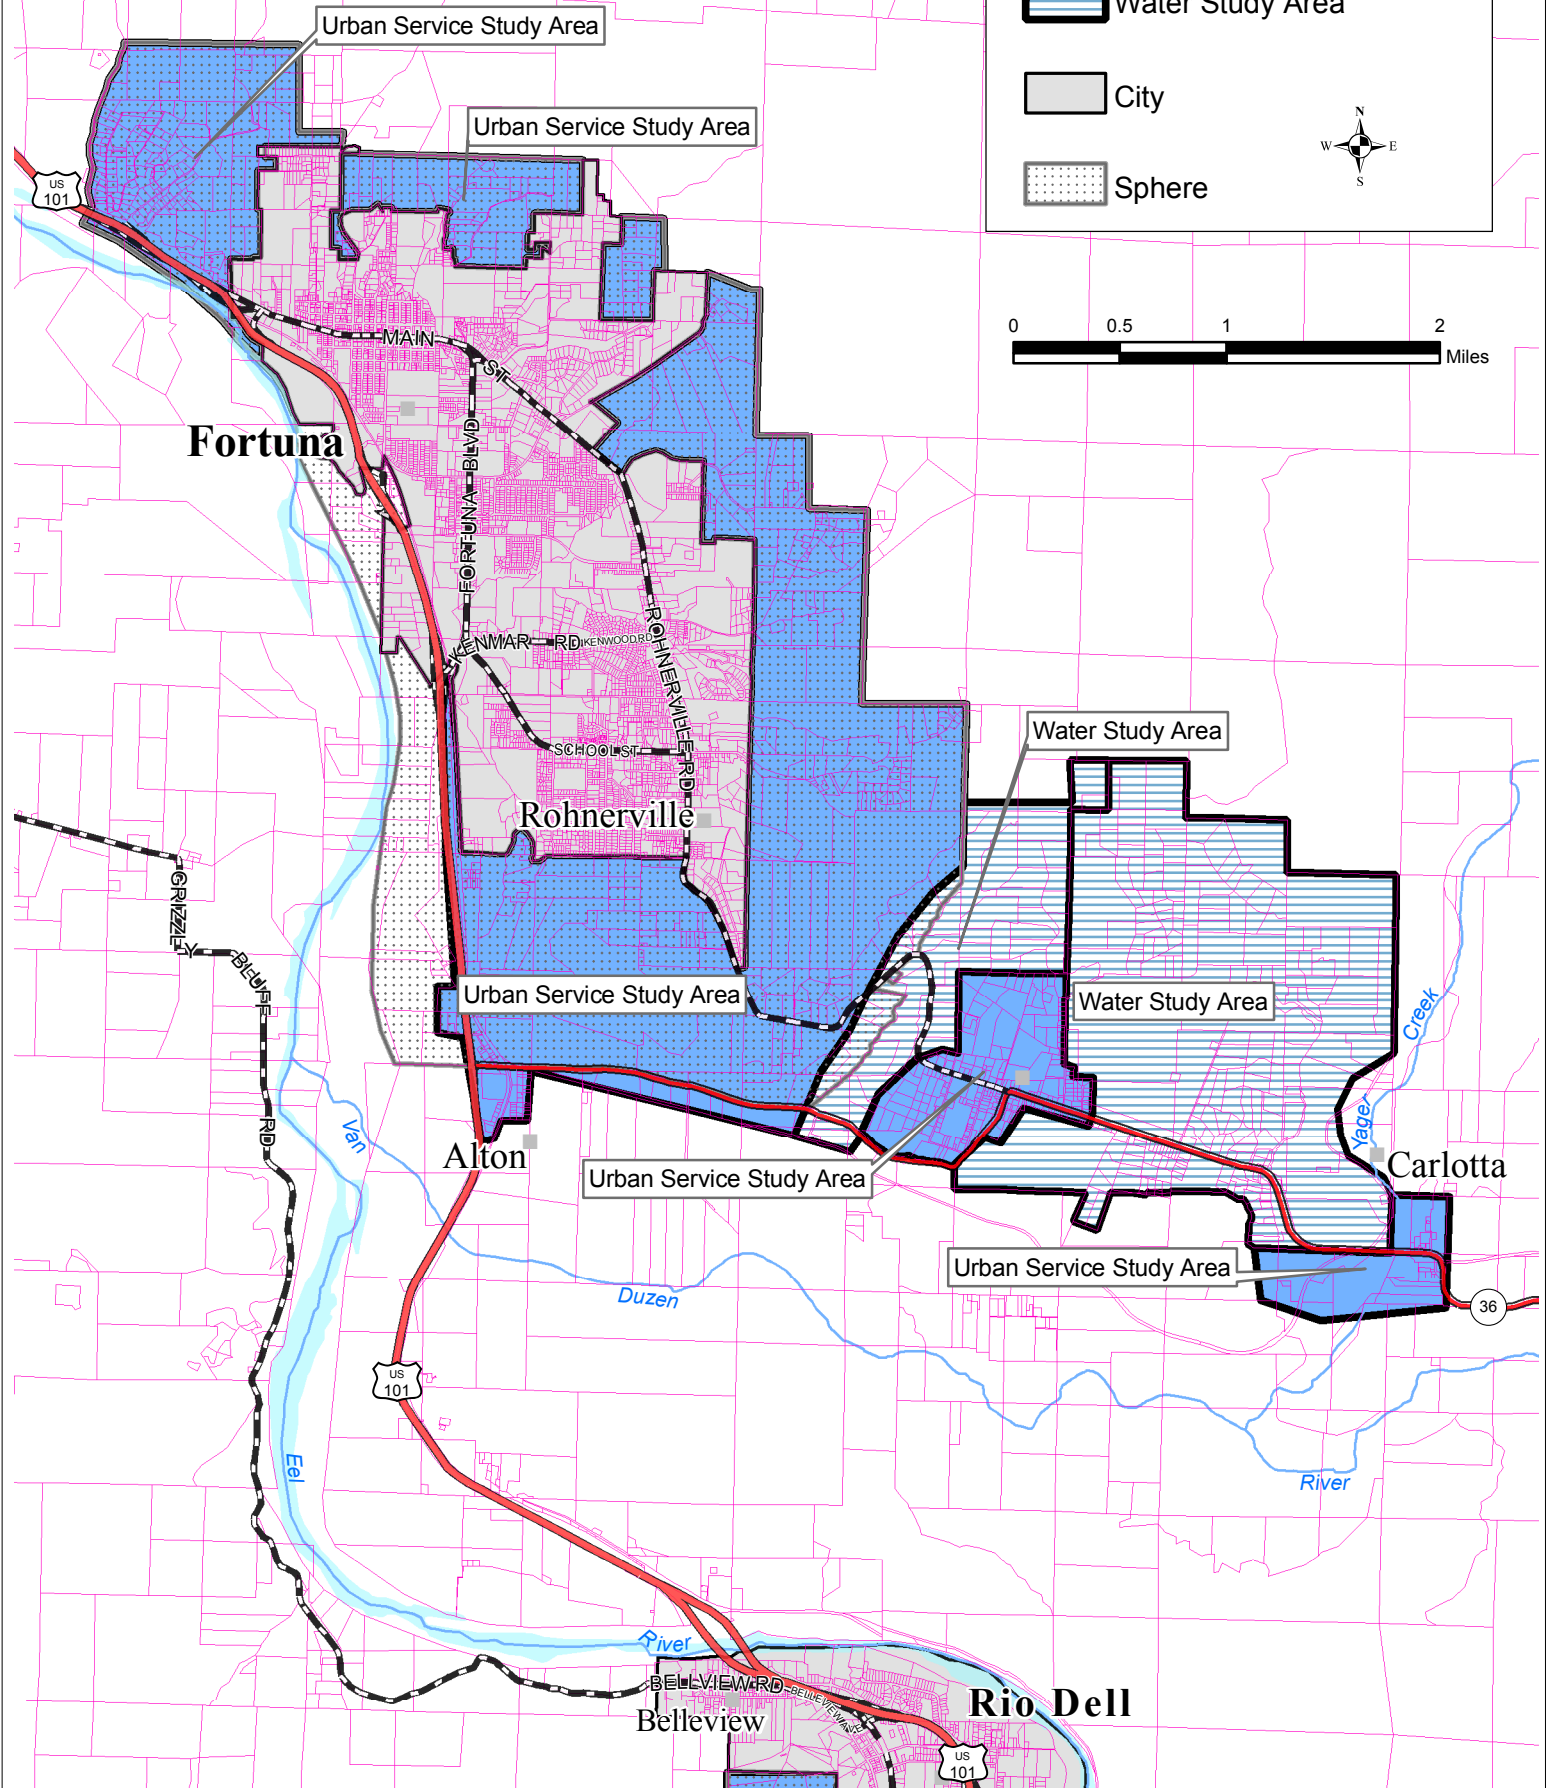 Water Study Area
Urban Service Study Area
City
Urban Service Study Area
N
W
E
S
US
101
Sphere
0
0.5
1
2
Miles
MAIN
ST
Fortuna
FORTUNA BLVD
KENMAR RD
KENWOOD RD
ROHNERVILLE RD
Water Study Area
SCHOOL ST
Rohnerville
GRIZZLY
BLUFF
RD
Urban Service Study Area
Water Study Area
Creek
Yager
Van
Alton
Urban Service Study Area
Carlotta
Urban Service Study Area
Duzen
36
US
101
Eel
River
River
BELLVIEW RD
BELLEVIEW AVE
Rio Dell
Belleview
US
101